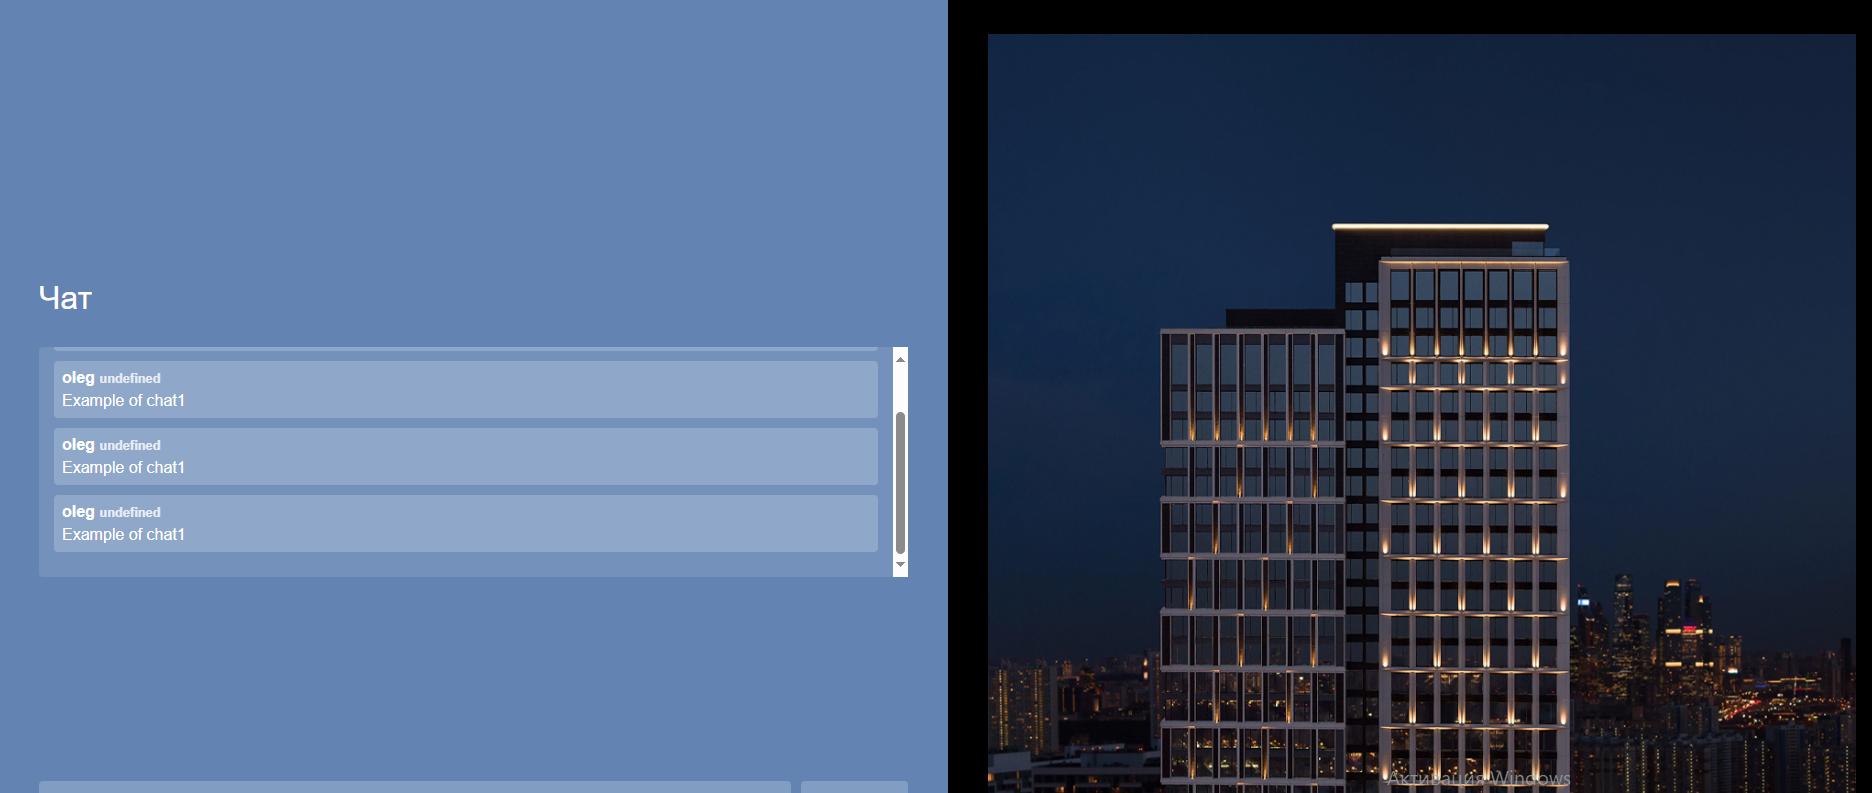 Чат
oleg undefined
Example of chat1
oleg undefined
Example of chat1
oleg undefined
Example of chat1
Активация Windows